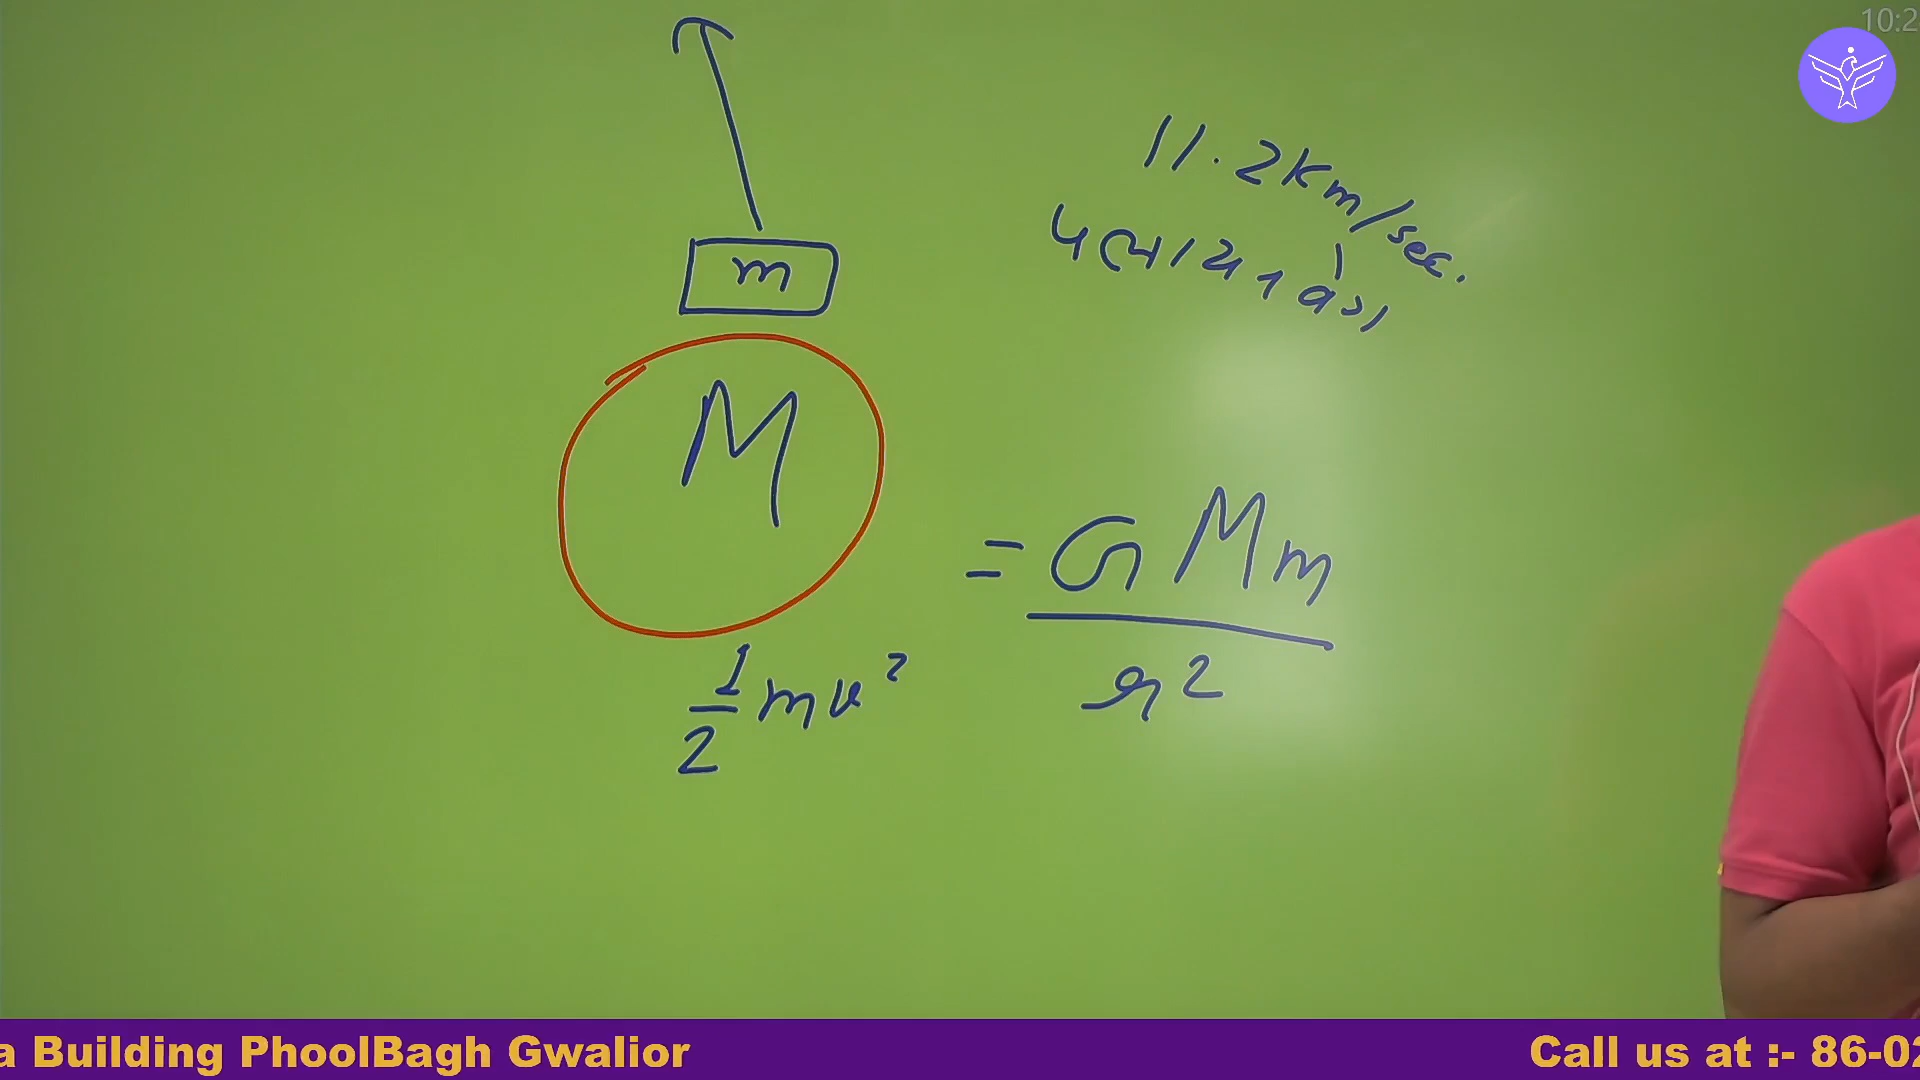 10:2
11.2Km/sec.
पलायन वेग
m
M
= GMm
r²
1/2 mv²
a Building PhoolBagh Gwalior
Call us at :- 86-02